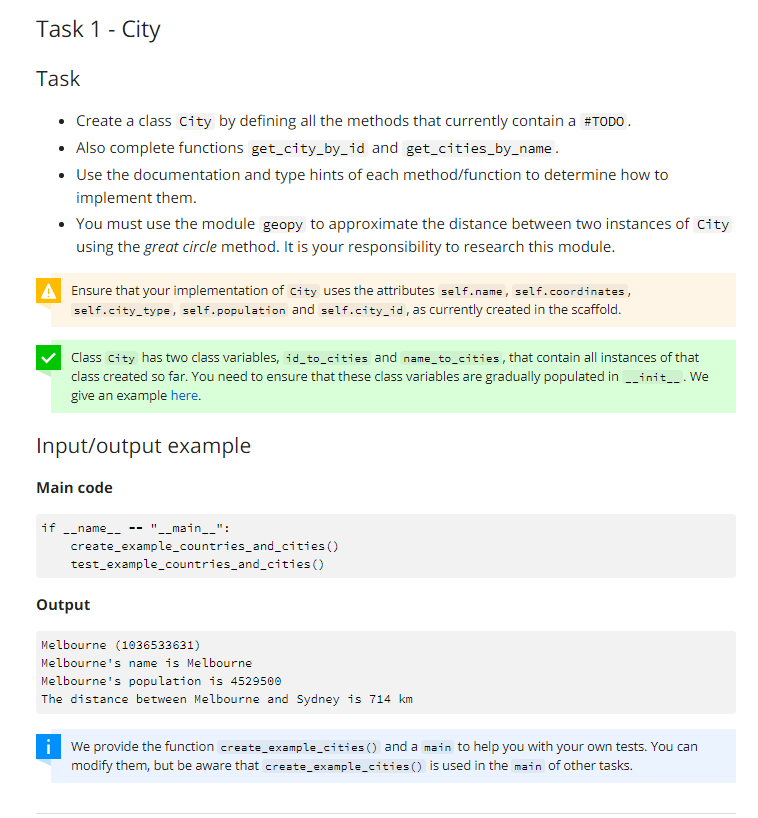 Task 1 - City
Task
• Create a class City by defining all the methods that currently contain a #TODO.
• Also complete functions get_city_by_id and get_cities_by_name.
• Use the documentation and type hints of each method/function to determine how to
implement them.
• You must use the module geopy to approximate the distance between two instances of City
using the great circle method. It is your responsibility to research this module.
Ensure that your implementation of City uses the attributes self.name, self.coordinates,
self.city_type, self.population and self.city_id, as currently created in the scaffold.
Class City has two class variables, id_to_cities and name_to_cities, that contain all instances of that
class created so far. You need to ensure that these class variables are gradually populated in __init__. We
give an example here.
Input/output example
Main code
if __name__ == "__main__":
    create_example_countries_and_cities()
    test_example_countries_and_cities()
Output
Melbourne (1036533631)
Melbourne's name is Melbourne
Melbourne's population is 4529500
The distance between Melbourne and Sydney is 714 km
We provide the function create_example_cities() and a main to help you with your own tests. You can
modify them, but be aware that create_example_cities() is used in the main of other tasks.